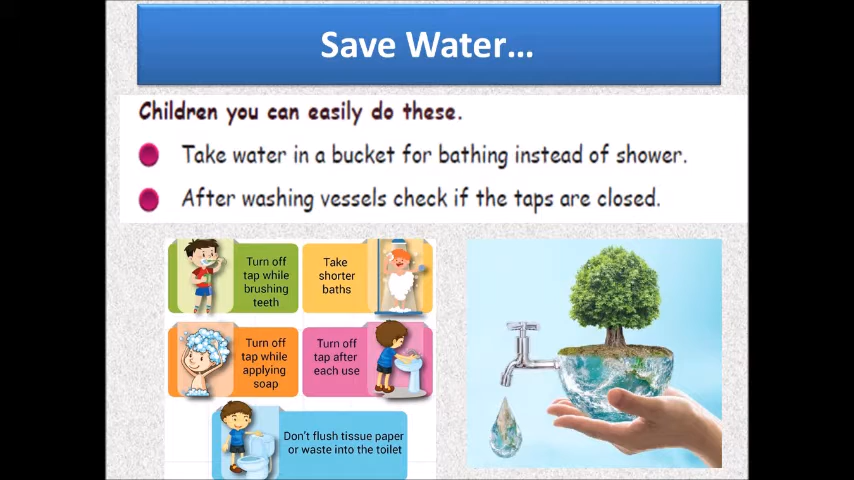 Save Water...
Children you can easily do these.
Take water in a bucket for bathing instead of shower.
After washing vessels check if the taps are closed.
Turn off
tap while
brushing
teeth
Take
shorter
baths
Turn off
tap while
applying
soap
Turn off
tap after
each use
Don't flush tissue paper
or waste into the toilet